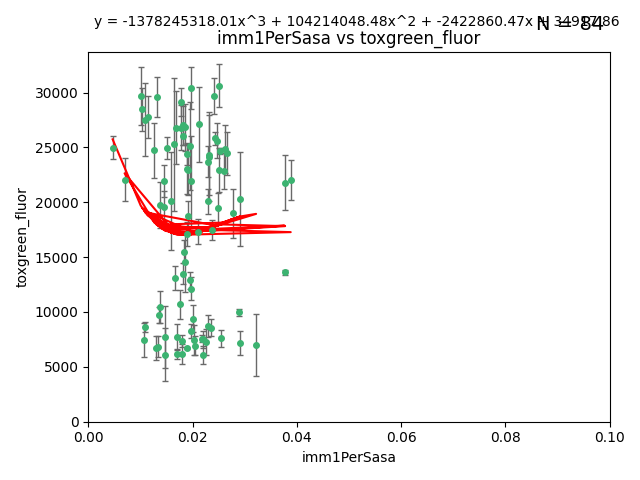 y = -1378245318.01x^3 + 104214048.48x^2 + -2422860.47x + 34917.86
N = 84
imm1PerSasa vs toxgreen_fluor
30000
25000
20000
15000
10000
5000
0
toxgreen_fluor
0.00 0.02 0.04 0.06 0.08 0.10
imm1PerSasa